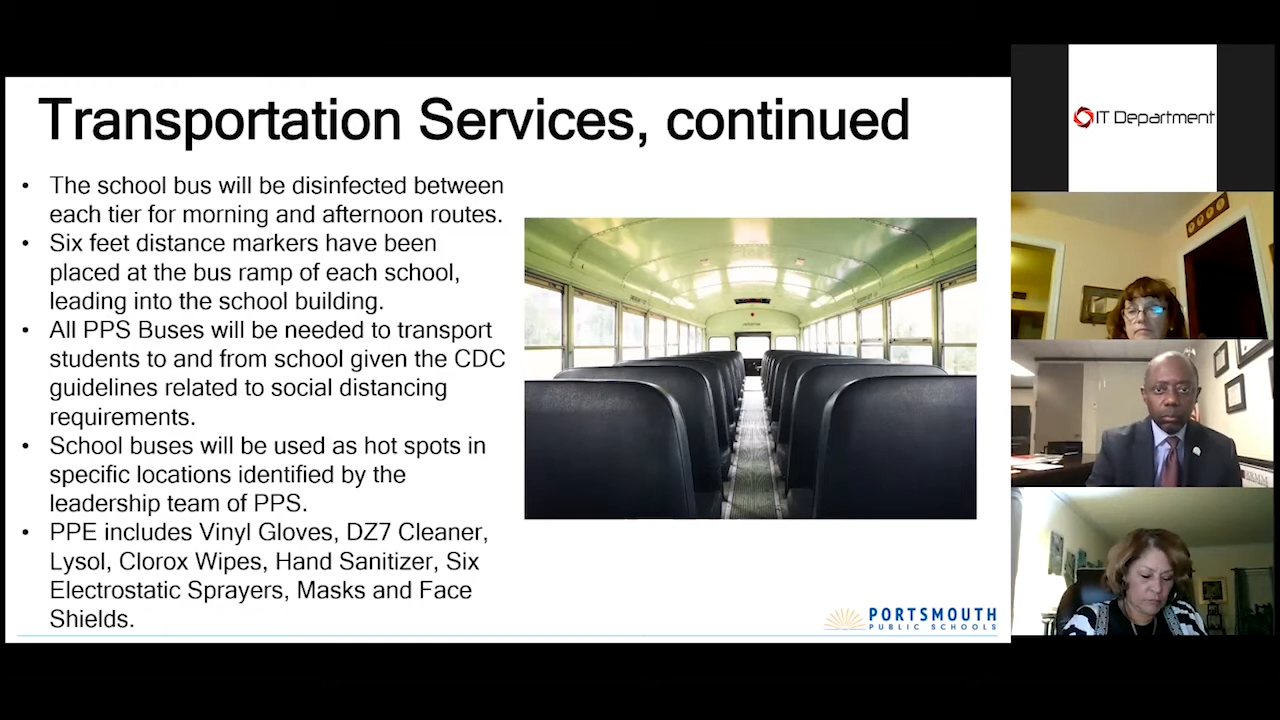 Transportation Services, continued
• The school bus will be disinfected between
each tier for morning and afternoon routes.
• Six feet distance markers have been
placed at the bus ramp of each school,
leading into the school building.
• All PPS Buses will be needed to transport
students to and from school given the CDC
guidelines related to social distancing
requirements.
• School buses will be used as hot spots in
specific locations identified by the
leadership team of PPS.
• PPE includes Vinyl Gloves, DZ7 Cleaner,
Lysol, Clorox Wipes, Hand Sanitizer, Six
Electrostatic Sprayers, Masks and Face
Shields.
PORTSMOUTH
PUBLIC SCHOOLS
IT Department